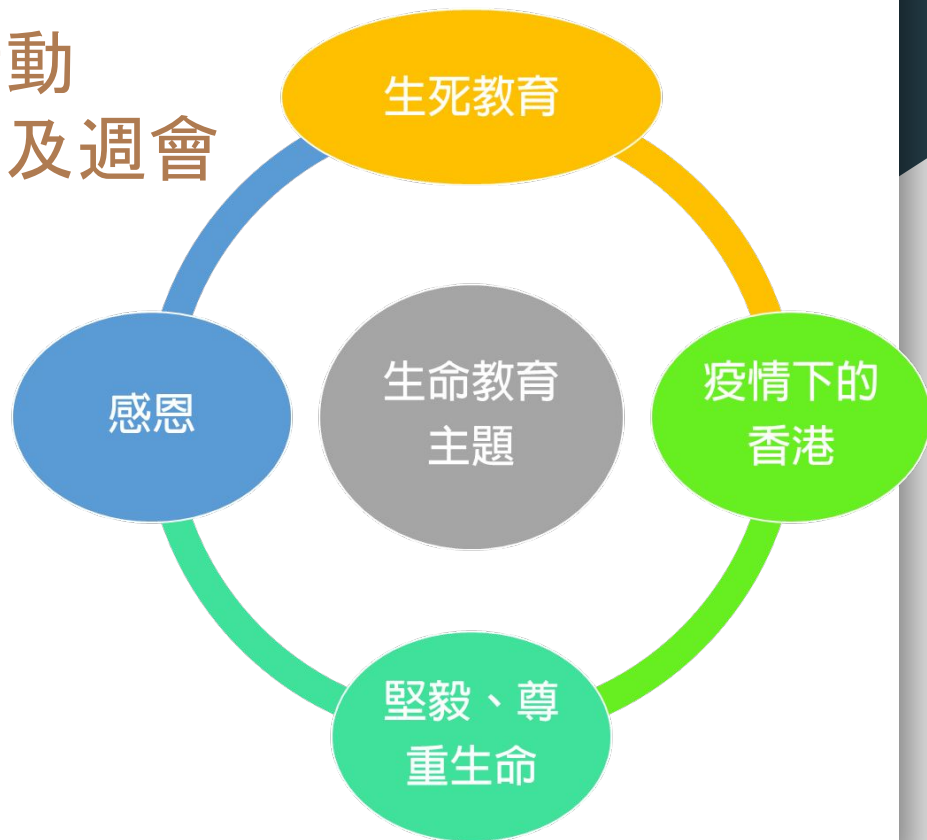 動
及週會
生死教育
感恩
生命教育
主題
疫情下的
香港
堅毅、尊
重生命